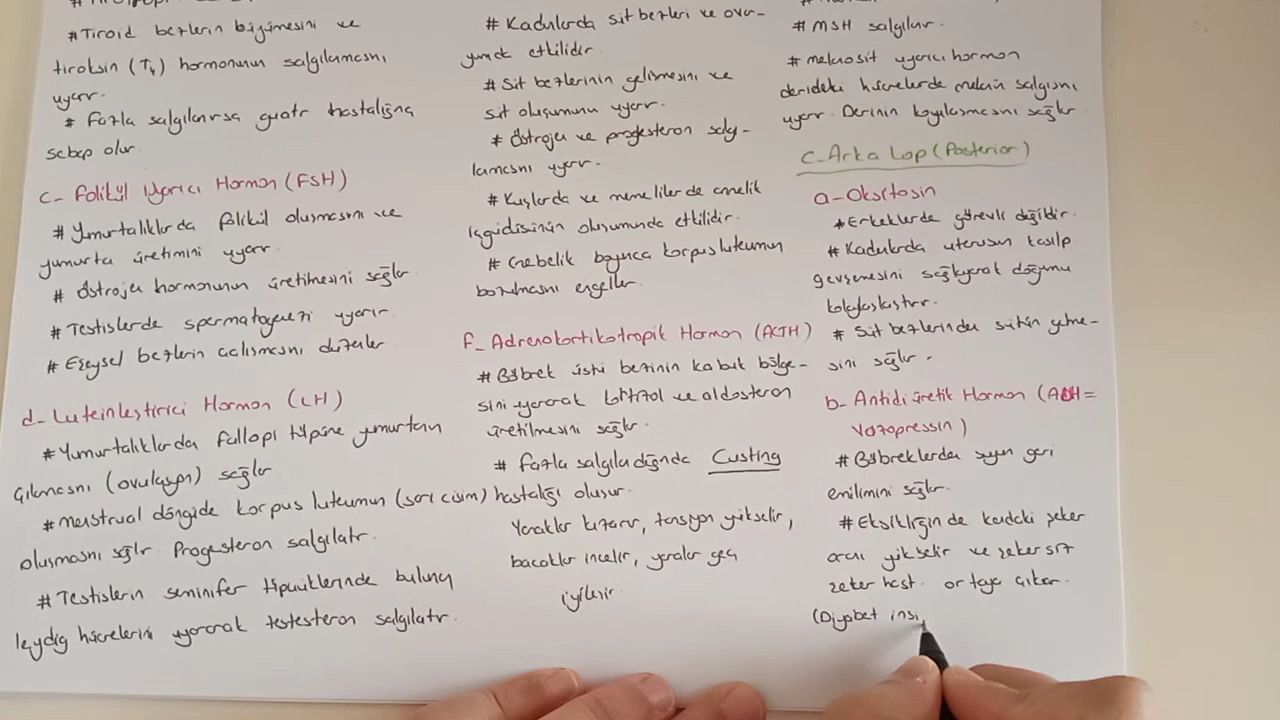 #Tiroid bezlerin büyümesini ve
tiroksin (T4) hormonunun salgılamasını
uyarır.
# Fazla salgılanırsa guatr hastalığına
sebep olur
c- Folikül Uyarıcı Hormon (FSH)
# Yumurtalıklarda folikül oluşmasını ve
yumurta üretimini uyarır.
# Östrojen hormonunun üretilmesini sağlar
#Testislerde spermatogenezi uyarır.
# Eşeysel bezlerin çalışmasını düzenler
d- Luteinleştirici Hormon (LH)
#Yumurtalıklarda fallopi tüpüne yumurtanın
çıkmasını (ovulasyon) sağlar
#menstrual döngüde korpus luteumun (sarı cisim)
oluşmasını sağlar. Progesteron salgılatır.
#Testislerin seminifer tüpçüklerinde bulunan
leydig hücrelerini uyararak testesteron salgılatır.
# Kadınlarda süt bezleri ve over-
yumda etkilidir.
# Süt bezlerinin gelişmesini ve
süt oluşumunu uyarır.
# Östrojen ve progesteron salgı-
lamasını uyarır.
# Kuşlarda ve memelilerde annelik
içgüdüsünün oluşumunda etkilidir.
# Gebelik boyunca korpus luteumun
bozulmasını engeller.
f- Adrenokortikotropik Hormon (ACTH)
# Böbrek üstü bezinin kabuk bölge-
sini uyararak kortizol ve aldosteron
üretilmesini sağlar.
# Fazla salgıladığında Custing
hastalığı oluşur.
Yanaklar kızarır, tansiyon yükselir,
bacaklar incelir, yaralar geç
iyileşir
# MSH salgılar.
# melanosit uyarıcı hormon
derideki hücrelerde melanin salgısını
uyarır. Derinin koyulaşmasını sağlar
C-Arka Lop (Posterior)
a-Oksitosin
#Erkeklerde görevli değildir.
# Kadınlarda uterusun kasılıp
gevşemesini sağlayarak doğumu
kolaylaştırır.
# Süt bezlerinden sütün gelme-
sini sağlar.
b- Antidiüretik Hormon (ADH=
Vazopressin)
#Böbreklerden suyun geri
emilimini sağlar.
#Eksikliğinde kandaki şeker
oranı yükselir ve şekersiz
şeker hast. ortaya çıkar.
(Diyabet insi